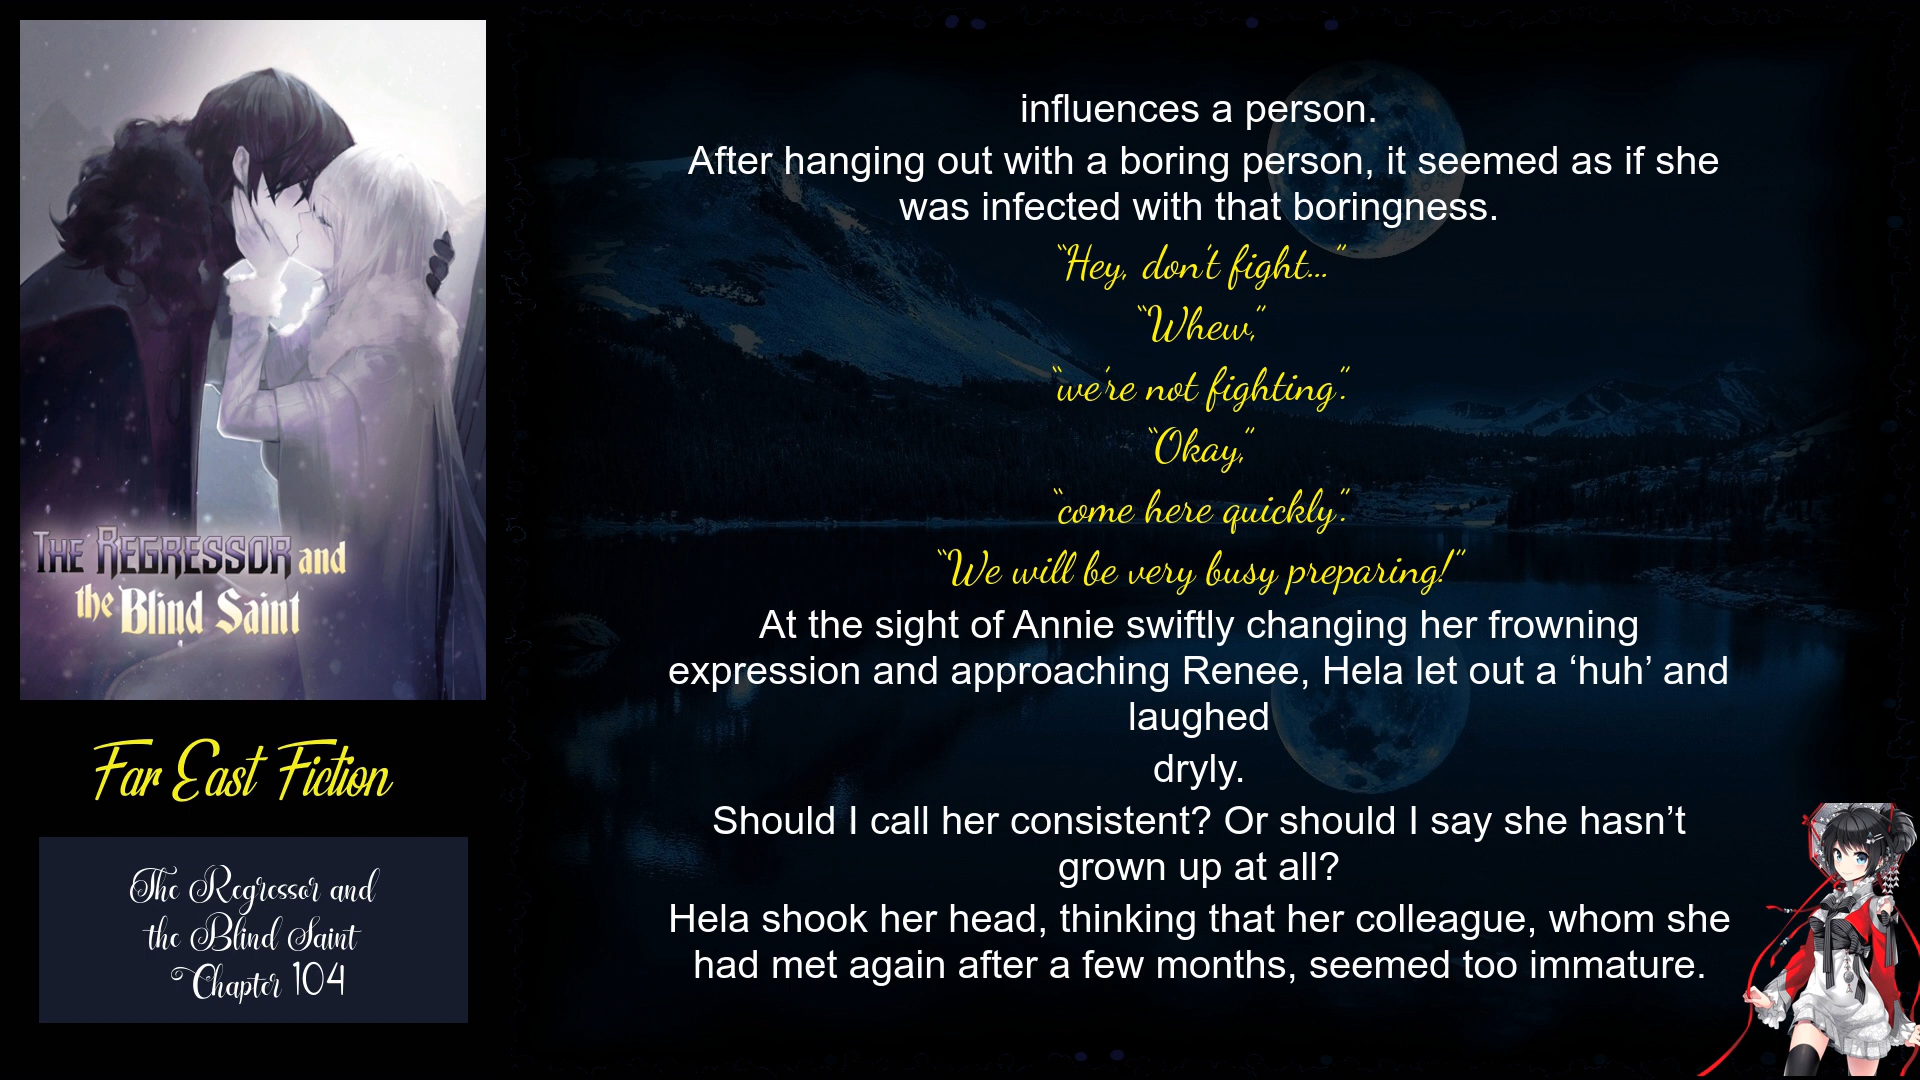 THE REGRESSOR and
the Blind Saint
Far East Fiction
The Regressor and
the Blind Saint
Chapter 104
influences a person.
After hanging out with a boring person, it seemed as if she
was infected with that boringness.
“Hey, don’t fight…”
“Whew,”
“we’re not fighting”.
“Okay,”
“come here quickly”.
“We will be very busy preparing!”
At the sight of Annie swiftly changing her frowning
expression and approaching Renee, Hela let out a ‘huh’ and
laughed
dryly.
Should I call her consistent? Or should I say she hasn’t
grown up at all?
Hela shook her head, thinking that her colleague, whom she
had met again after a few months, seemed too immature.